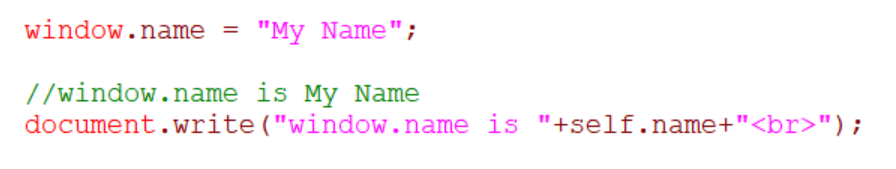 window.name = "My Name";
//window.name is My Name
document.write("window.name is "+self.name+"<br>");